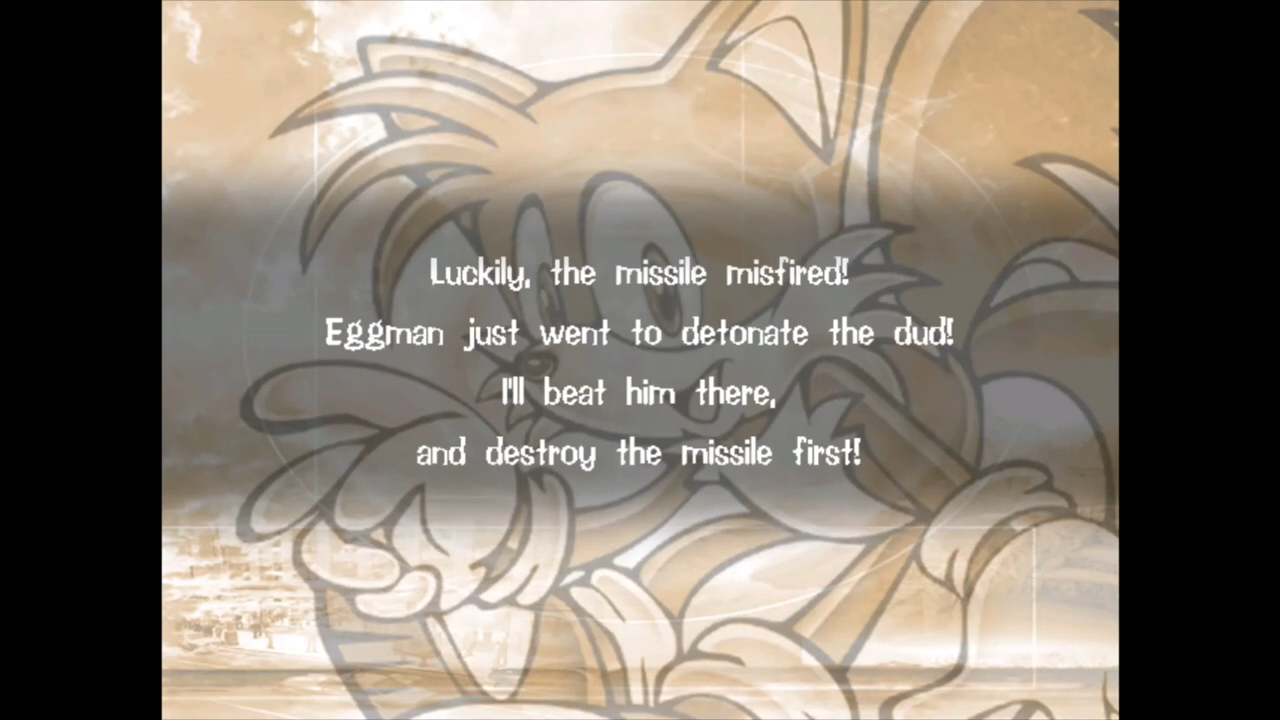 Luckily, the missile misfired!
Eggman just went to detonate the dud!
I'll beat him there,
and destroy the missile first!